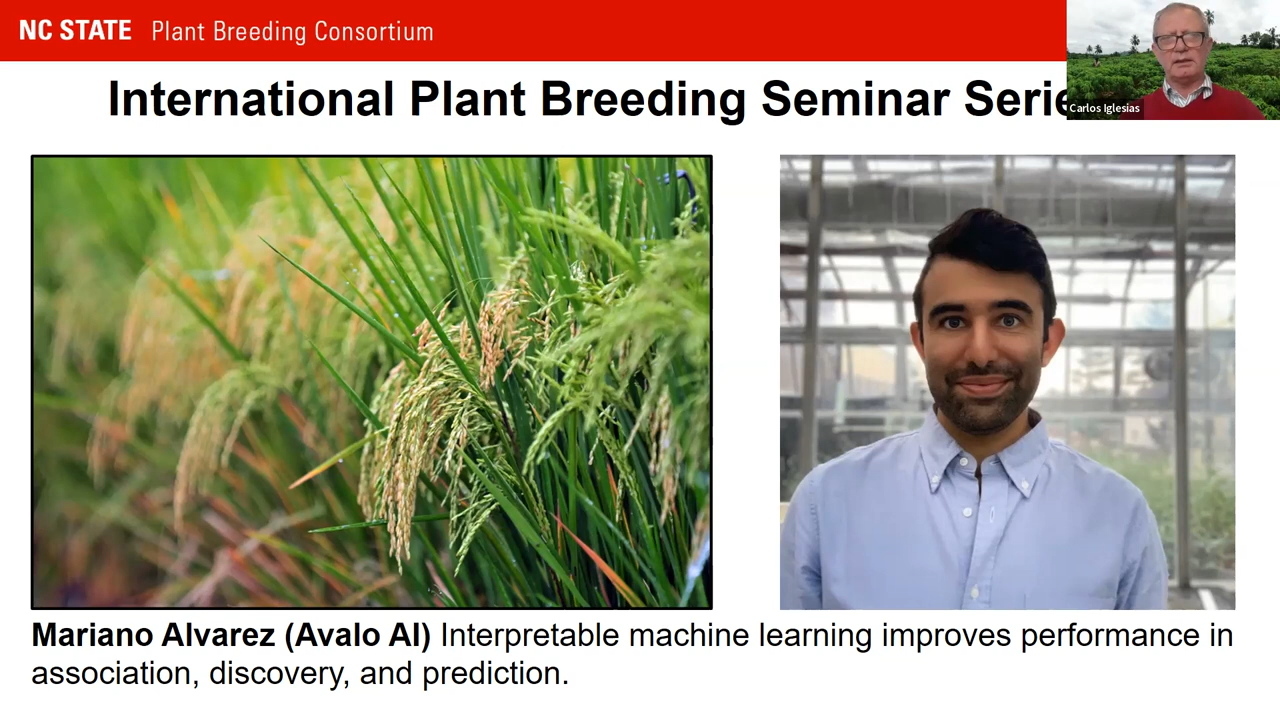 NC STATE Plant Breeding Consortium
International Plant Breeding Seminar Serie
Carlos Iglesias
Mariano Alvarez (Avalo AI) Interpretable machine learning improves performance in
association, discovery, and prediction.